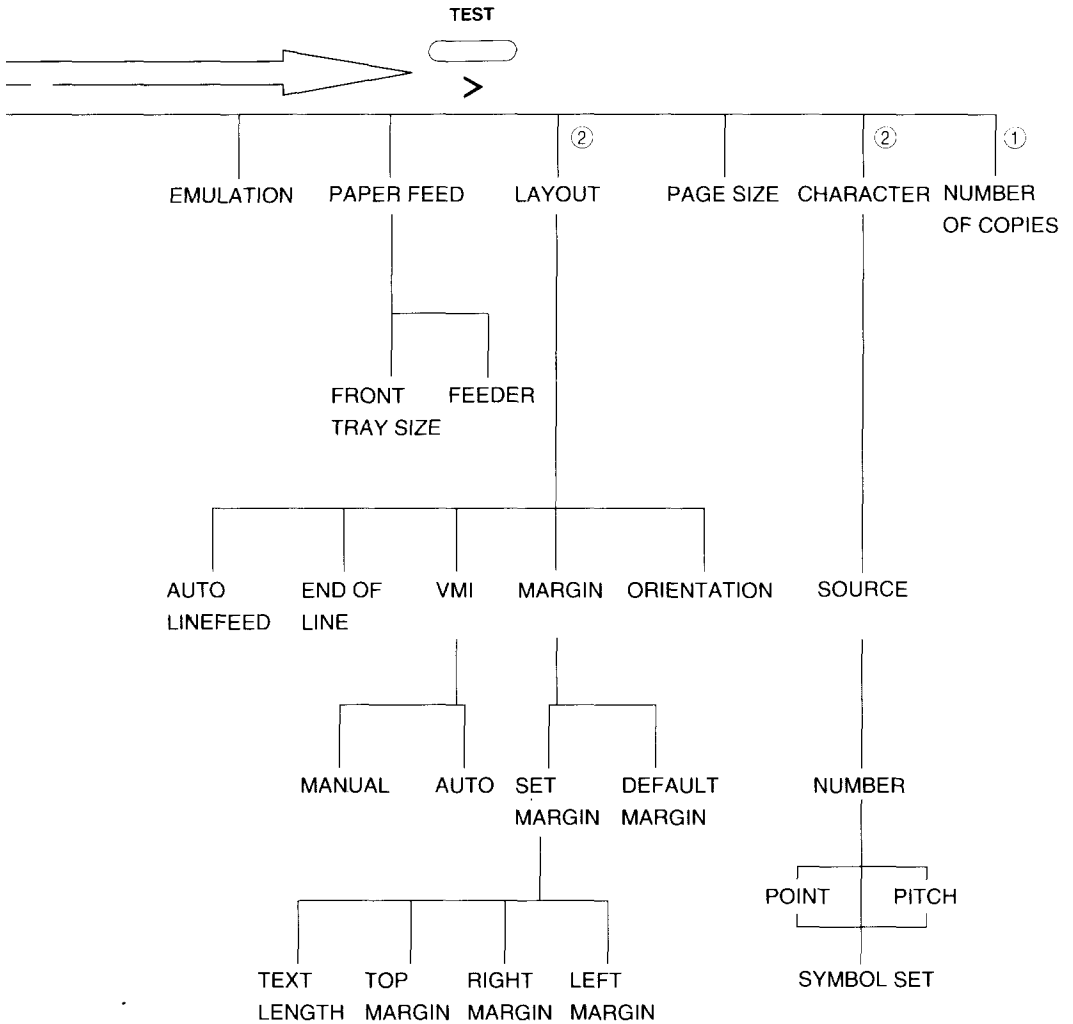 TEST
>
② ② ①
EMULATION PAPER FEED LAYOUT PAGE SIZE CHARACTER NUMBER
OF COPIES
FRONT FEEDER
TRAY SIZE
AUTO END OF VMI MARGIN ORIENTATION SOURCE
LINEFEED LINE
MANUAL AUTO SET DEFAULT NUMBER
MARGIN MARGIN
POINT PITCH
TEXT TOP RIGHT LEFT SYMBOL SET
LENGTH MARGIN MARGIN MARGIN